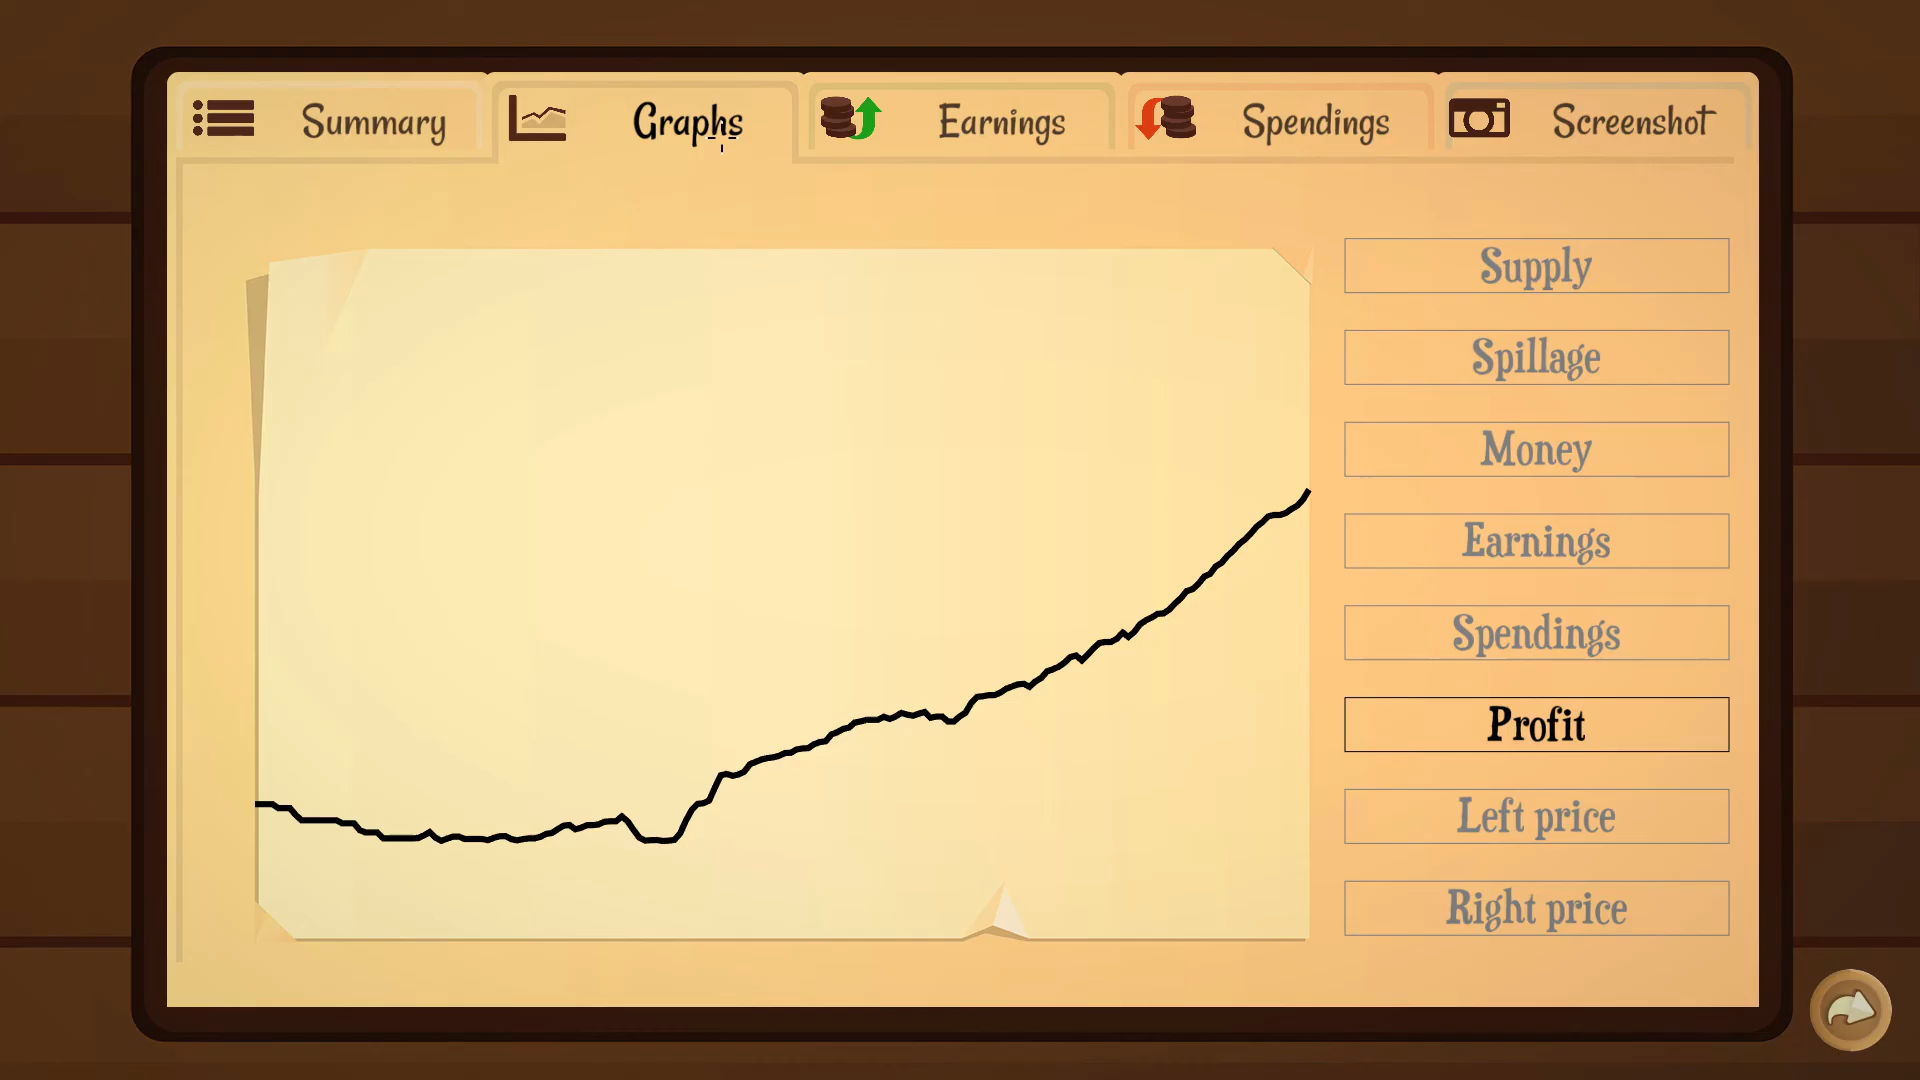 Summary
Graphs
Earnings
Spendings
Screenshot
Supply
Spillage
Money
Earnings
Spendings
Profit
Left price
Right price